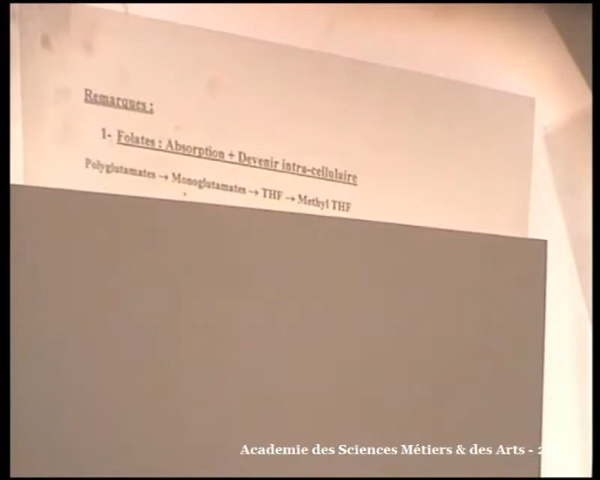 Remarques :
1- Folates : Absorption + Devenir intra-cellulaire
Polyglutamates → Monoglutamates → THF → Methyl THF
Academie des Sciences Métiers & des Arts -